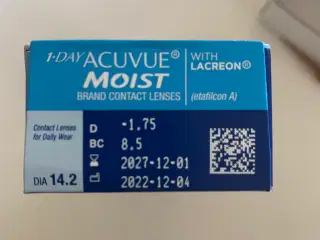 1-DAY ACUVUE® WITH
MOIST LACREON®
BRAND CONTACT LENSES (etafilcon A)
Contact Lenses
for Daily Wear
D -1.75
BC 8.5
2027-12-01
DIA 14.2 2022-12-04